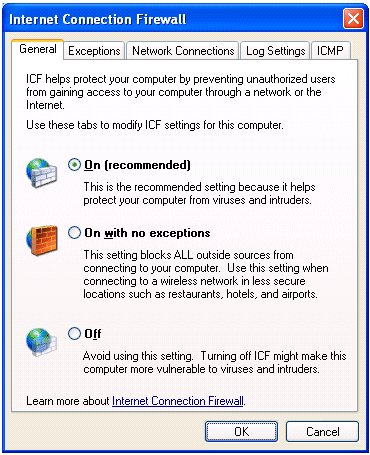 Internet Connection Firewall
General Exceptions Network Connections Log Settings ICMP
ICF helps protect your computer by preventing unauthorized users
from gaining access to your computer through a network or the
Internet.
Use these tabs to modify ICF settings for this computer.
On (recommended)
This is the recommended setting because it helps
protect your computer from viruses and intruders.
On with no exceptions
This setting blocks ALL outside sources from
connecting to your computer. Use this setting when
connecting to a wireless network in less secure
locations such as restaurants, hotels, and airports.
Off
Avoid using this setting. Turning off ICF might make this
computer more vulnerable to viruses and intruders.
Learn more about Internet Connection Firewall.
OK Cancel